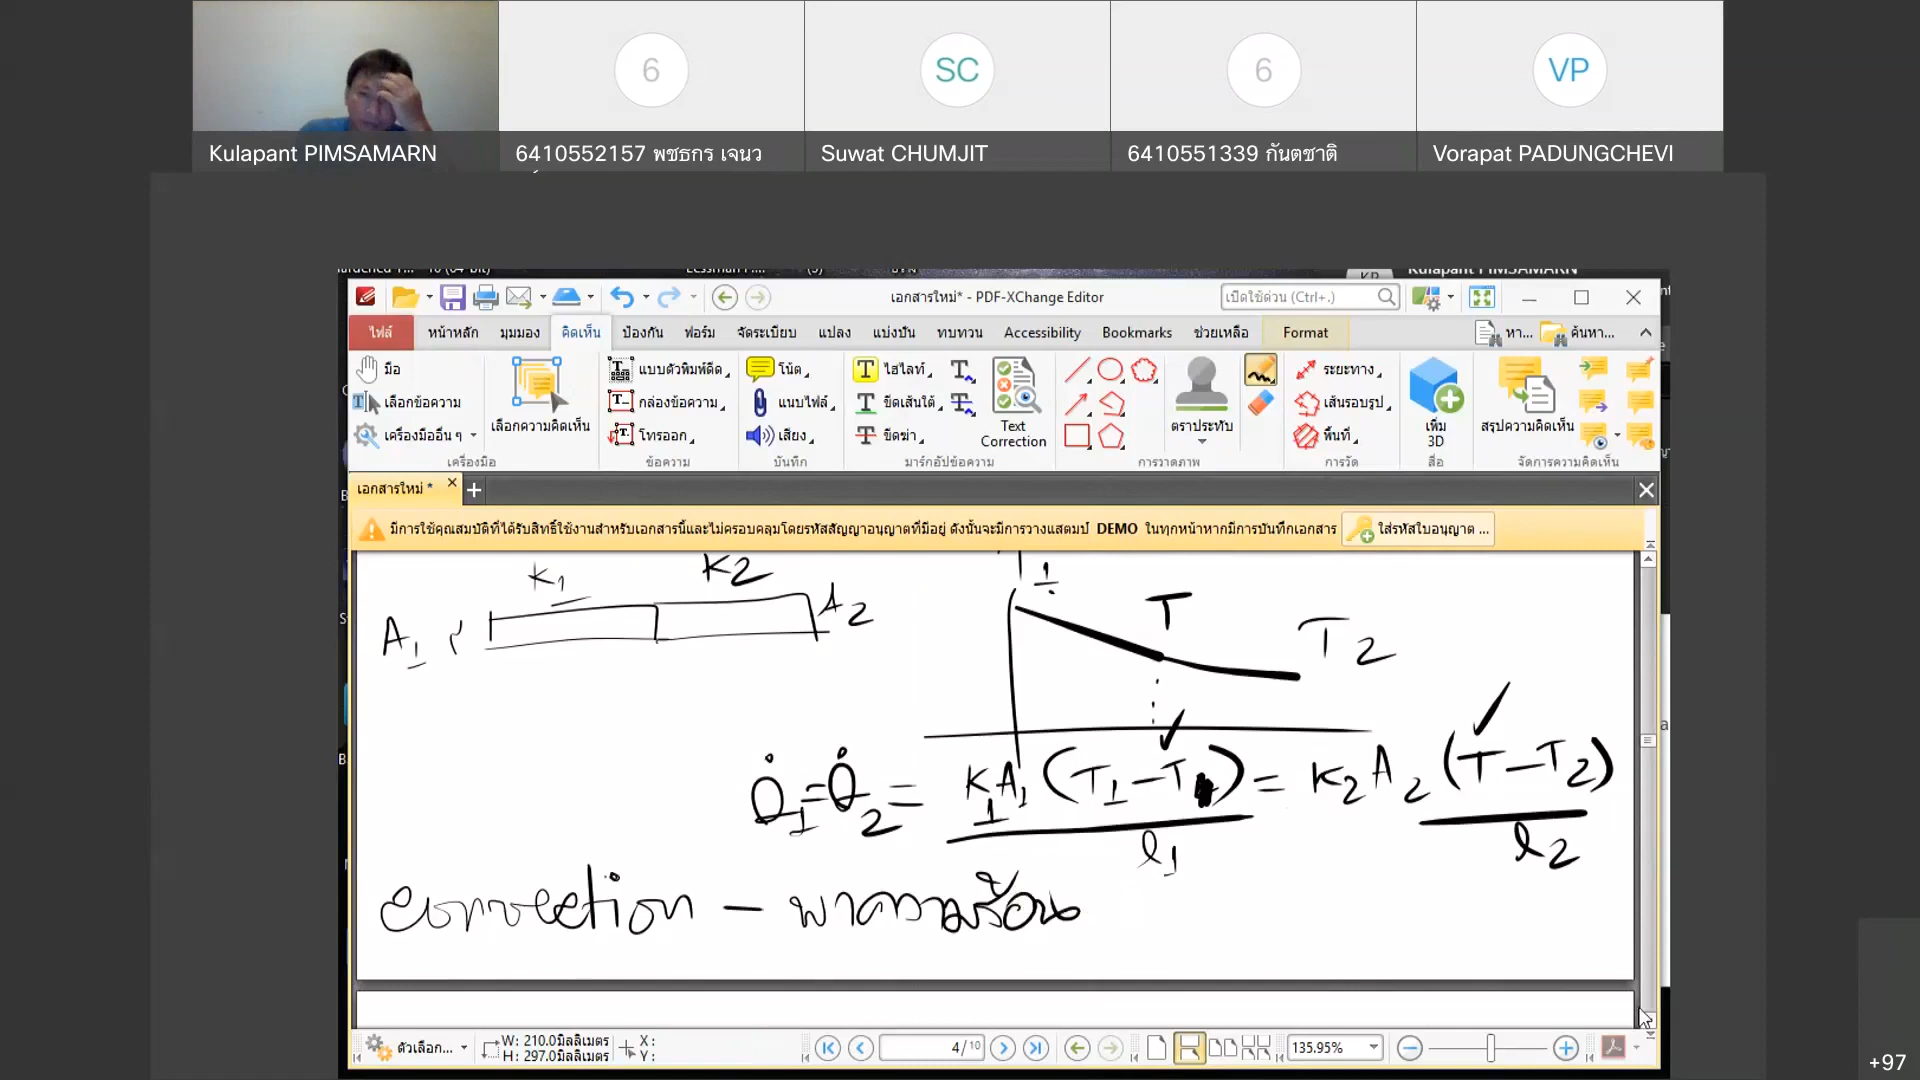 6
SC
6
VP
Kulapant PIMSAMARN
6410552157 พชธกร เจนว
Suwat CHUMJIT
6410551339 กันตชาติ
Vorapat PADUNGCHEVI
Kulapant PIMSAMARN
เอกสารใหม่* - PDF-XChange Editor
เปิดใช้ด่วน (Ctrl+.)
ไฟล์ หน้าหลัก มุมมอง คิดเห็น ป้องกัน ฟอร์ม จัดระเบียบ แปลง แบ่งปัน ทบทวน Accessibility Bookmarks ช่วยเหลือ Format หา... ค้นหา...
มือ
เลือกข้อความ
เครื่องมืออื่น ๆ
เครื่องมือ
เลือกความคิดเห็น
แบบตัวพิมพ์ดีด
กล่องข้อความ
โทรออก
ข้อความ
โน้ต
แนบไฟล์
เสียง
บันทึก
ไฮไลท์
ขีดเส้นใต้
ขีดฆ่า
Text Correction
มาร์กอัปข้อความ
การวาดภาพ
ตราประทับ
ระยะทาง
เส้นรอบรูป
พื้นที่
การวัด
เพิ่ม 3D
สื่อ
สรุปความคิดเห็น
จัดการความคิดเห็น
เอกสารใหม่ *
มีการใช้คุณสมบัติที่ได้รับสิทธิ์ใช้งานสำหรับเอกสารนี้และไม่ครอบคลุมโดยรหัสสัญญาอนุญาตที่มีอยู่ ดังนั้นจะมีการวางแสตมป์ DEMO ในทุกหน้าหากมีการบันทึกเอกสาร
ใส่รหัสใบอนุญาต ...
K1 K2
A1 A2
T1 T T2
Q̇1 = Q̇2 = K1A1 (T1 – T) = K2A2 (T – T2)
l1 l2
convection – พาความร้อน
ตัวเลือก...
W: 210.0มิลลิเมตร
H: 297.0มิลลิเมตร
X:
Y:
4/10
135.95%
+97